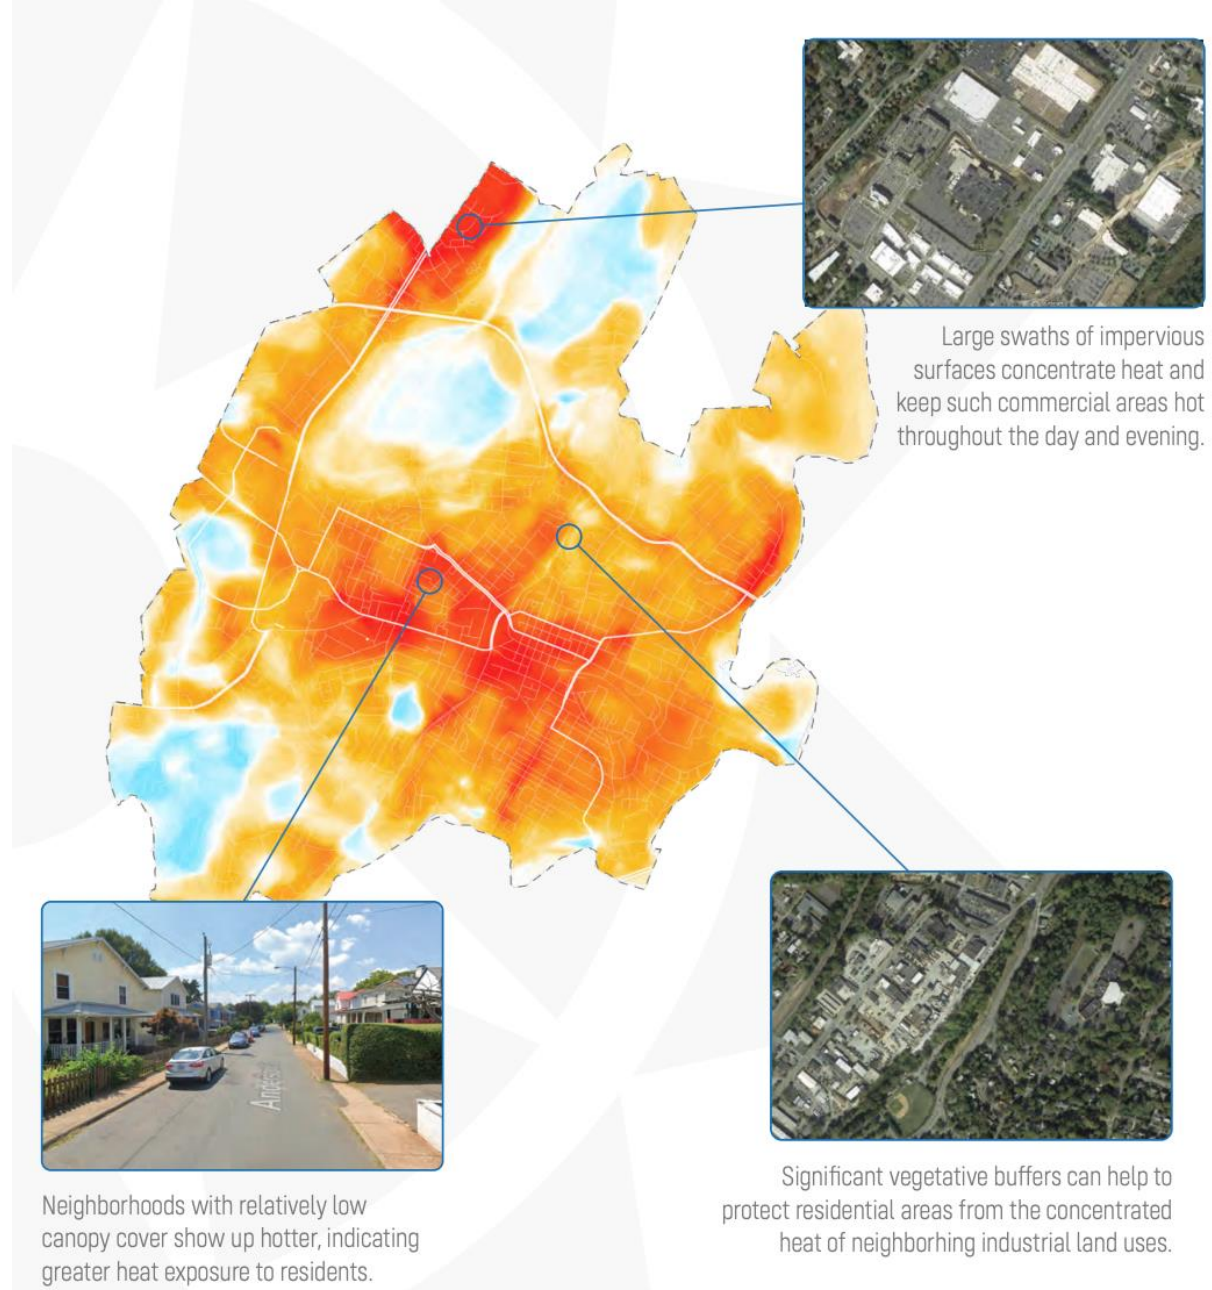 Large swaths of impervious
surfaces concentrate heat and
keep such commercial areas hot
throughout the day and evening.
Neighborhoods with relatively low
canopy cover show up hotter, indicating
greater heat exposure to residents.
Significant vegetative buffers can help to
protect residential areas from the concentrated
heat of neighborhing industrial land uses.